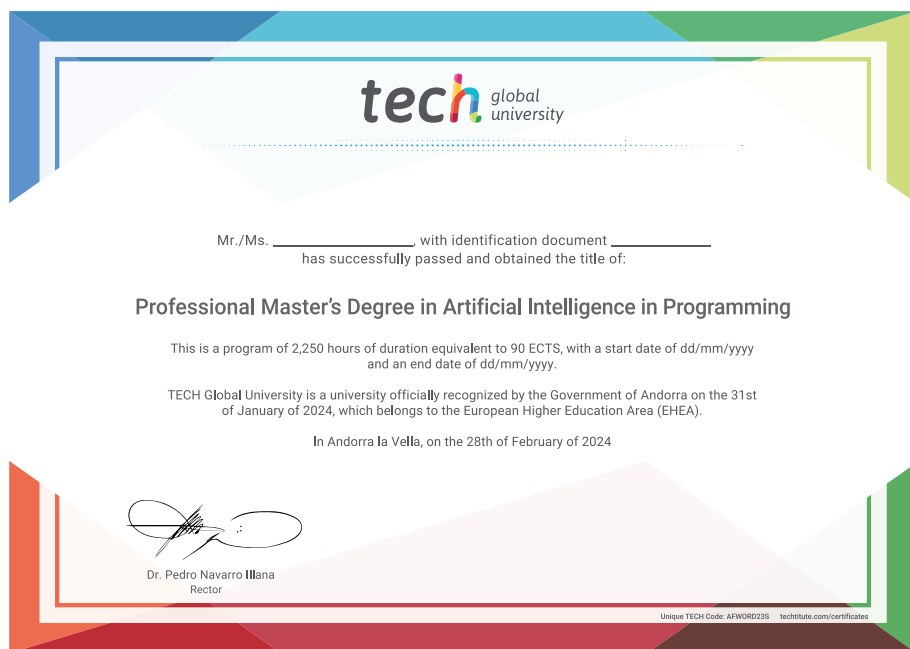 tech global university
Mr./Ms. ____________________, with identification document ______________
has successfully passed and obtained the title of:
Professional Master's Degree in Artificial Intelligence in Programming
This is a program of 2,250 hours of duration equivalent to 90 ECTS, with a start date of dd/mm/yyyy
and an end date of dd/mm/yyyy.
TECH Global University is a university officially recognized by the Government of Andorra on the 31st
of January of 2024, which belongs to the European Higher Education Area (EHEA).
In Andorra la Vella, on the 28th of February of 2024
Dr. Pedro Navarro Illana
Rector
Unique TECH Code: AFWORD23S techtitute.com/certificates